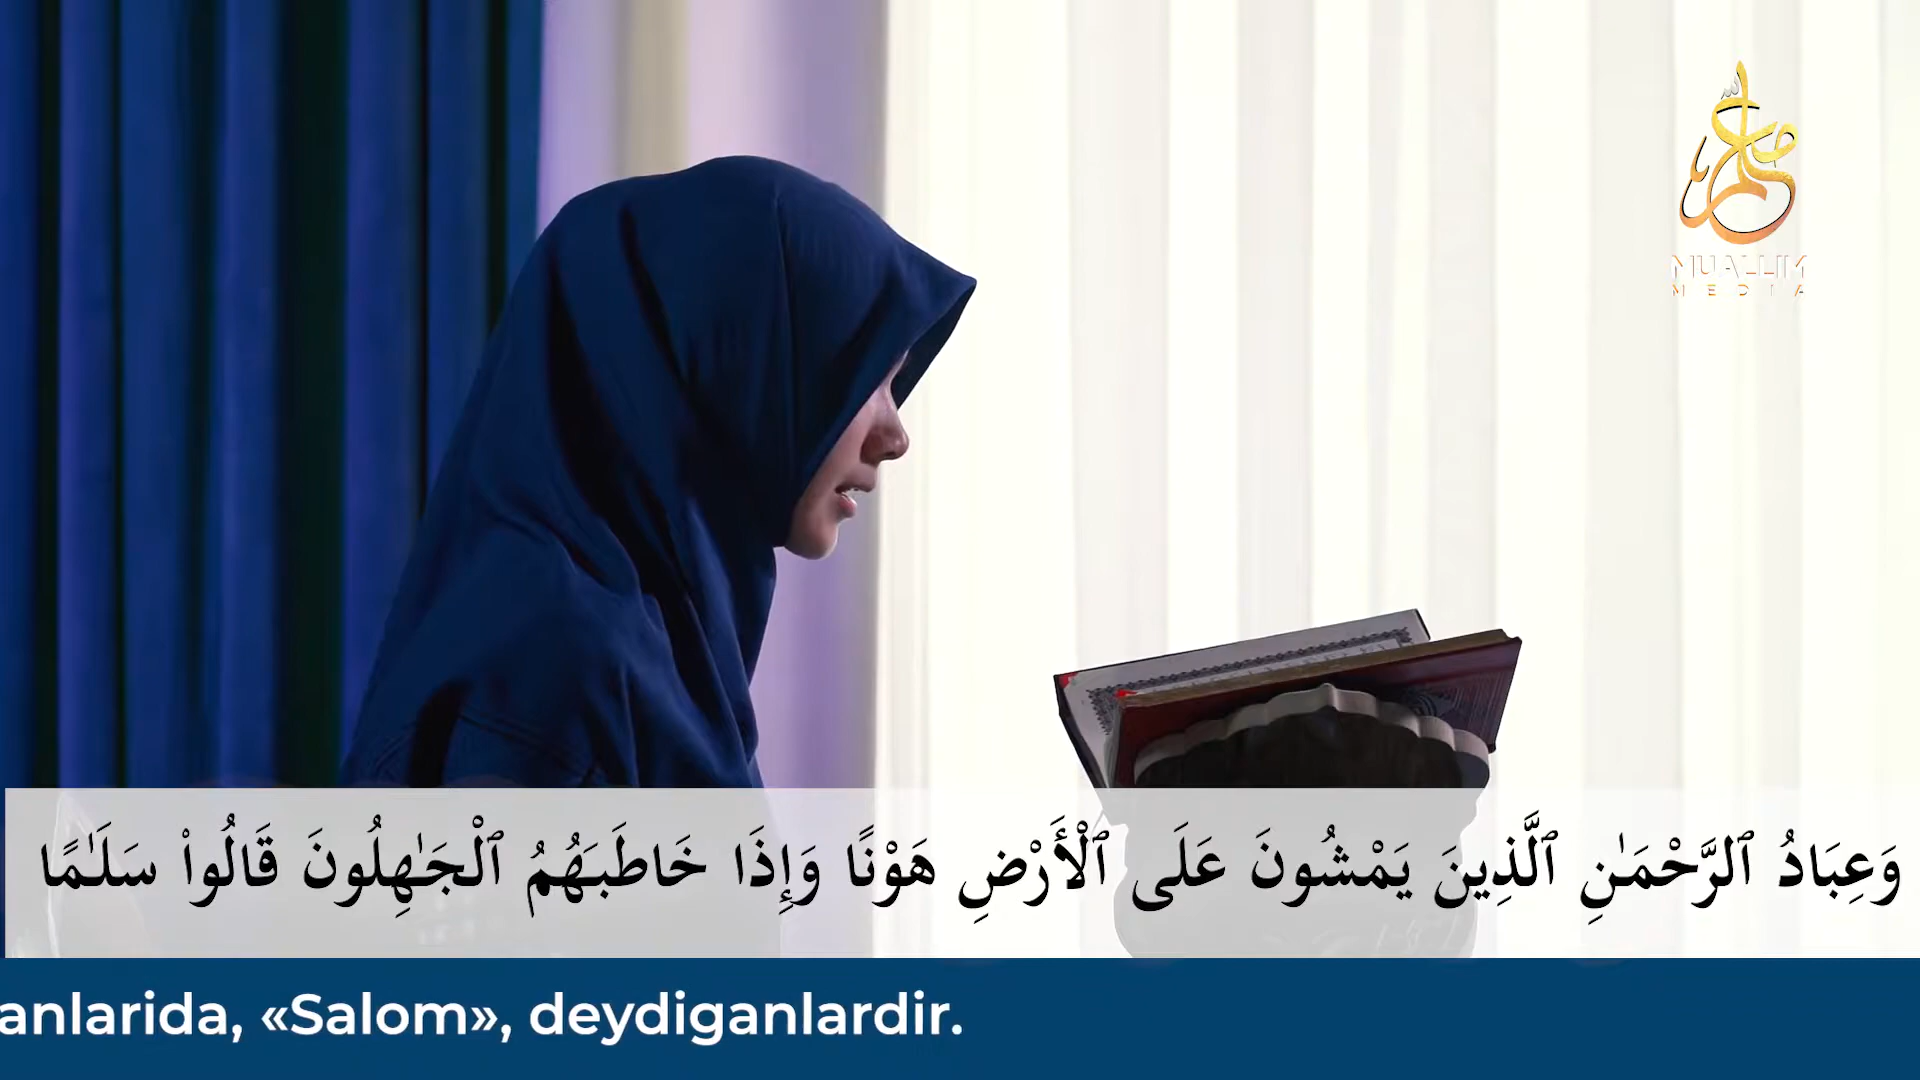 MUALLIM
MEDIA
وَعِبَادُ ٱلرَّحْمَـٰنِ ٱلَّذِينَ يَمْشُونَ عَلَى ٱلْأَرْضِ هَوْنًا وَإِذَا خَاطَبَهُمُ ٱلْجَـٰهِلُونَ قَالُوا۟ سَلَـٰمًا
anlarida, «Salom», deydiganlardir.